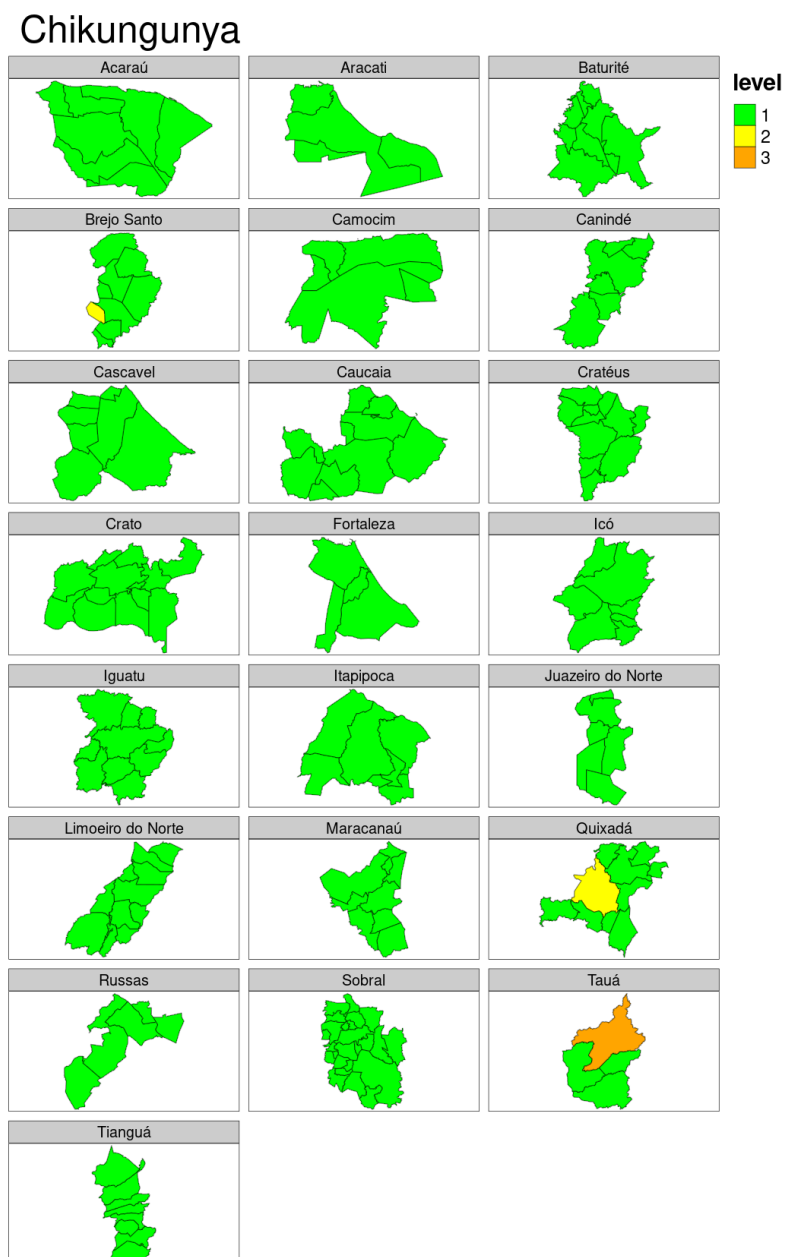 Chikungunya
Acaraú
Aracati
Baturité
level
1
2
3
Brejo Santo
Camocim
Canindé
Cascavel
Caucaia
Cratéus
Crato
Fortaleza
Icó
Iguatu
Itapipoca
Juazeiro do Norte
Limoeiro do Norte
Maracanaú
Quixadá
Russas
Sobral
Tauá
Tianguá